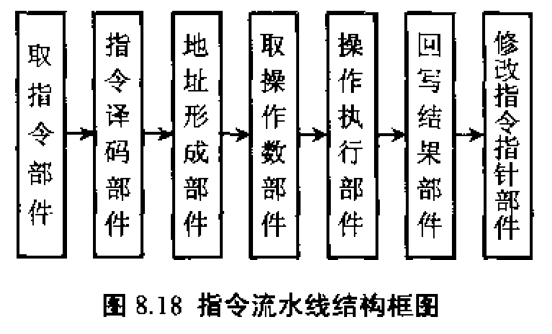 取指令部件
指令译码部件
地址形成部件
取操作数部件
操作执行部件
回写结果部件
修改指令指针部件
图 8.18 指令流水线结构框图